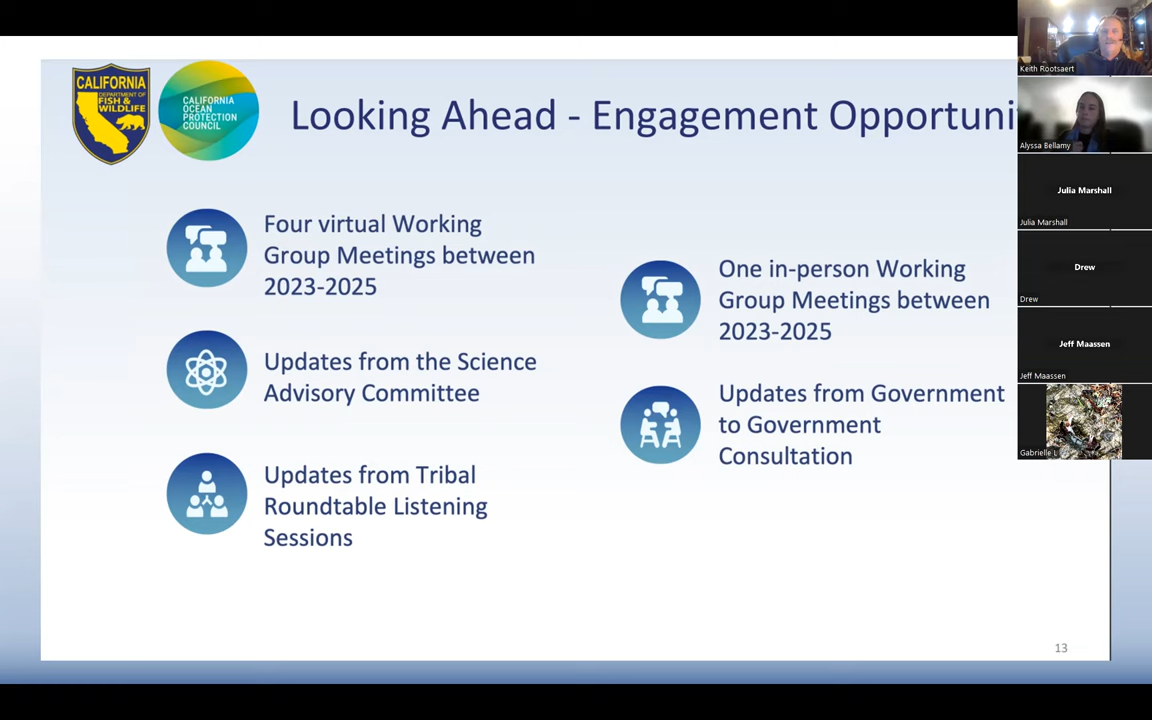 CALIFORNIA
DEPARTMENT OF
FISH &
WILDLIFE
CALIFORNIA
OCEAN
PROTECTION
COUNCIL
Looking Ahead - Engagement Opportuni
Four virtual Working
Group Meetings between
2023-2025
Updates from the Science
Advisory Committee
Updates from Tribal
Roundtable Listening
Sessions
One in-person Working
Group Meetings between
2023-2025
Updates from Government
to Government
Consultation
13
Keith Rootsaert
Alyssa Bellamy
Julia Marshall
Julia Marshall
Drew
Drew
Jeff Maassen
Jeff Maassen
Gabrielle L